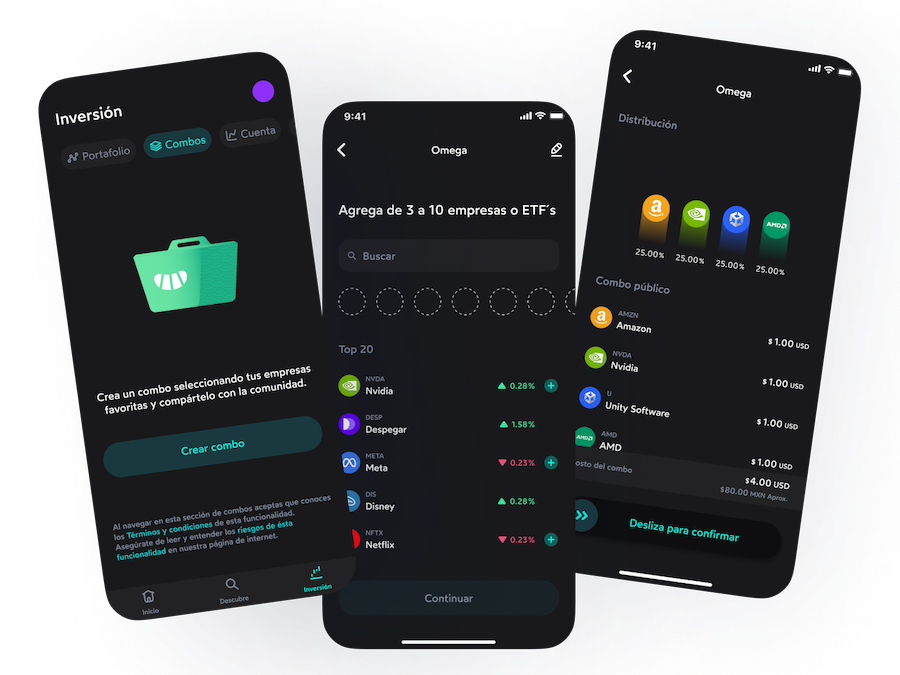 Inversión
Portafolio
Combos
Cuenta
Crea un combo seleccionando tus empresas
favoritas y compártelo con la comunidad.
Crear combo
Al navegar en esta sección de combos aceptas que conoces
los Términos y condiciones de esta funcionalidad.
Asegúrate de leer y entender los riesgos de ésta
funcionalidad en nuestra página de internet.
Inicio
Descubre
Inversión
9:41
Omega
Agrega de 3 a 10 empresas o ETF´s
Buscar
Top 20
NVDA
Nvidia
0.28%
DESP
Despegar
1.58%
META
Meta
0.23%
DIS
Disney
0.28%
NFTX
Netflix
0.23%
Continuar
9:41
Omega
Distribución
a
AMD
25.00%
25.00%
25.00%
25.00%
Combo público
a
AMZN
Amazon
$ 1.00 USD
NVDA
Nvidia
$ 1.00 USD
U
Unity Software
$ 1.00 USD
AMD
AMD
AMD
$ 1.00 USD
osto del combo
$4.00 USD
$80.00 MXN Aprox.
Desliza para confirmar